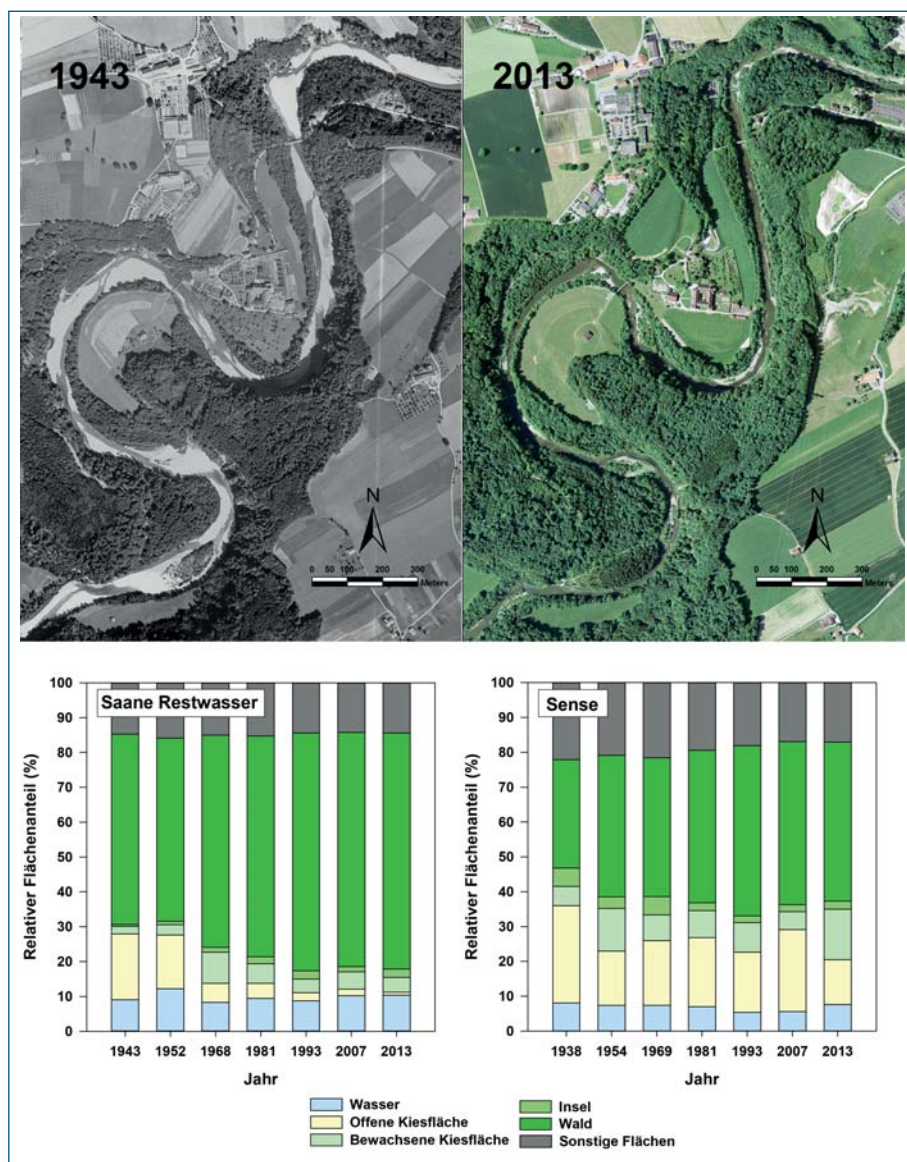 1943
2013
N
N
0 50 100 200 300
Meters
0 50 100 200 300
Meters
Saane Restwasser
Sense
Relativer Flächenanteil (%)
100
90
80
70
60
50
40
30
20
10
0
1943 1952 1968 1981 1993 2007 2013
Jahr
Relativer Flächenanteil (%)
100
90
80
70
60
50
40
30
20
10
0
1938 1954 1969 1981 1993 2007 2013
Jahr
Wasser
Offene Kiesfläche
Bewachsene Kiesfläche
Insel
Wald
Sonstige Flächen